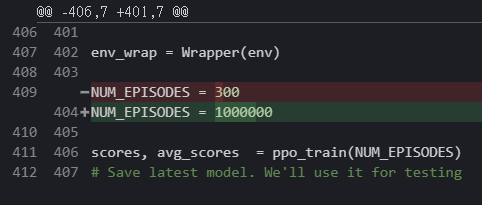 @@ -406,7 +401,7 @@
406 401
407 402 env_wrap = Wrapper(env)
408 403
409 -NUM_EPISODES = 300
404+NUM_EPISODES = 1000000
410 405
411 406 scores, avg_scores  = ppo_train(NUM_EPISODES)
412 407 # Save latest model. We'll use it for testing